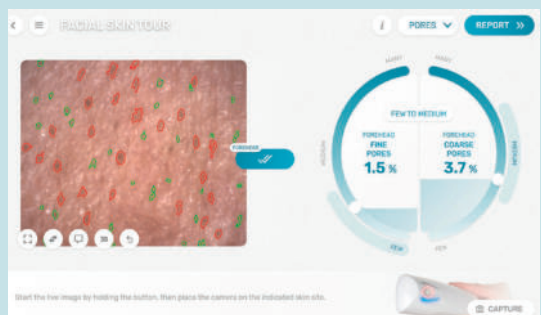 FACIAL SKIN TOUR
i
PORES
REPORT
MANY
MANY
FEW TO MEDIUM
FOREHEAD
FINE
PORES
1.5 %
FOREHEAD
COARSE
PORES
3.7 %
MEDIUM
MEDIUM
FOREHEAD
FEW
FEW
Start the live image by holding the button, then place the camera on the indicated skin site.
CAPTURE